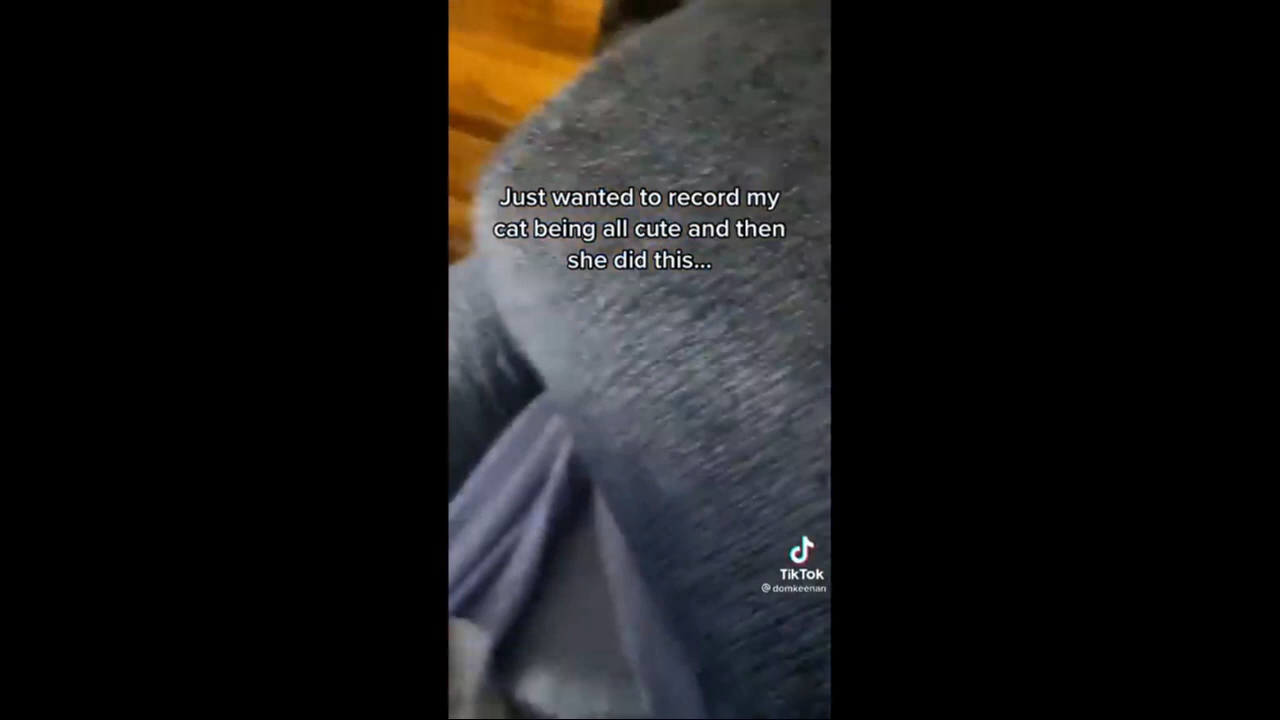 Just wanted to record my
cat being all cute and then
she did this...
TikTok
@domkeenan